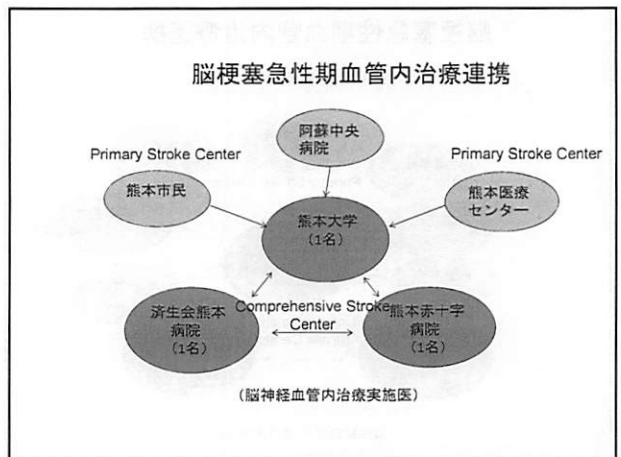 脳梗塞急性期血管内治療連携
阿蘇中央
病院
Primary Stroke Center
Primary Stroke Center
熊本市民
熊本医療
センター
熊本大学
(1名)
済生会熊本
病院
(1名)
Comprehensive Stroke
Center
熊本赤十字
病院
(1名)
(脳神経血管内治療実施医)